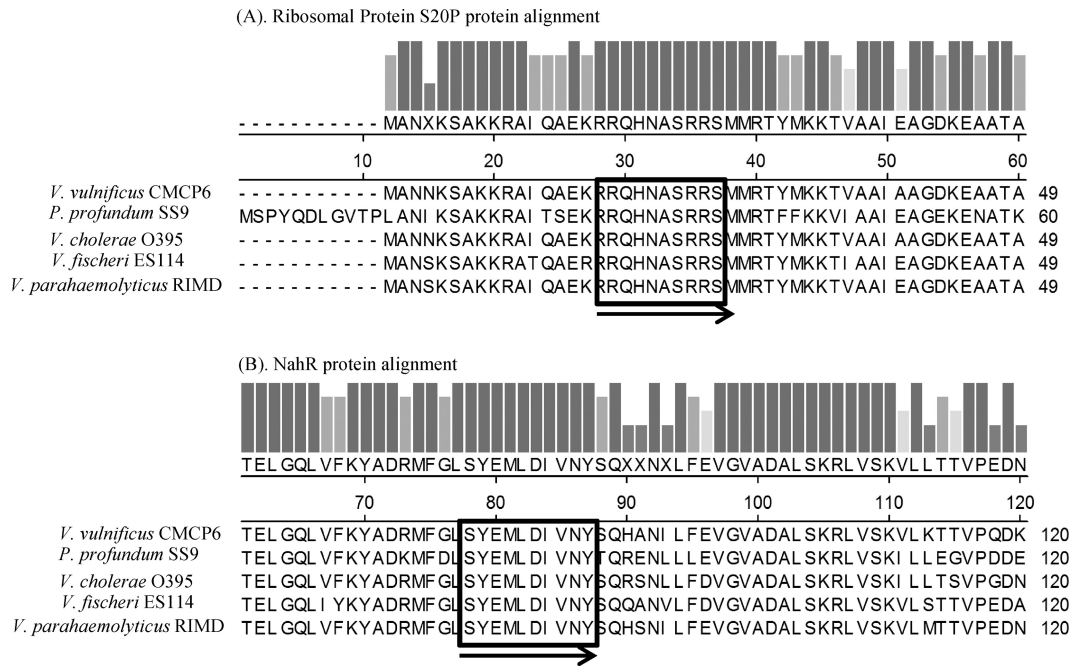 (A). Ribosomal Protein S20P protein alignment
- - - - - - - - - - - MANXKSAKKRAI QAEKRRQHNASRRSMMRTYMKKTVAAI EAGDKEAATA
10 20 30 40 50 60
V. vulnificus CMCP6 - - - - - - - - - - - MANNKSAKKRAI QAEKRRQHNASRRSMMRTYMKKTVAAI AAGDKEAATA 49
P. profundum SS9 MSPYQDLGVTPLANI KSAKKRAI TSEKRRQHNASRRSMMRTFFKKVI AAI EAGEKENATK 60
V. cholerae O395 - - - - - - - - - - - MANNKSAKKRAI QAEKRRQHNASRRSMMRTYMKKTVAAI AAGDKEAATA 49
V. fischeri ES114 - - - - - - - - - - - MANSKSAKKRATQAERRRQHNASRRSMMRTYMKKTI AAI EAGDKEAATA 49
V. parahaemolyticus RIMD - - - - - - - - - - - MANSKSAKKRAI QAEKRRQHNASRRSMMRTYMKKTVAAI EAGDKEAATA 49
(B). NahR protein alignment
TELGQLVFKYADRMFGLSYEMLDI VNYSQXXNXLFEVGVADALSKRLVSKVLLTTVPEDN
70 80 90 100 110 120
V. vulnificus CMCP6 TELGQLVFKYADRMFGLSYEMLDI VNYSQHANI LFEVGVADALSKRLVSKVLKTTVPQDK 120
P. profundum SS9 TELGQLVFKYADKMFDLSYEMLDI VNYTQRENLLLEVGVADALSKRLVSKI LLEGVPDDE 120
V. cholerae O395 TELGQLVFKYADRMFGLSYEMLDI VNYSQRSNLLFDVGVADALSKRLVSKI LLTSVPGDN 120
V. fischeri ES114 TELGQLI YKYADRMFGLSYEMLDI VNYSQQANVLFDVGVADALSKRLVSKVLSTTVPEDA 120
V. parahaemolyticus RIMD TELGQLVFKYADRMFGLSYEMLDI VNYSQHSNI LFEVGVADALSKRLVSKVLMTTVPEDN 120